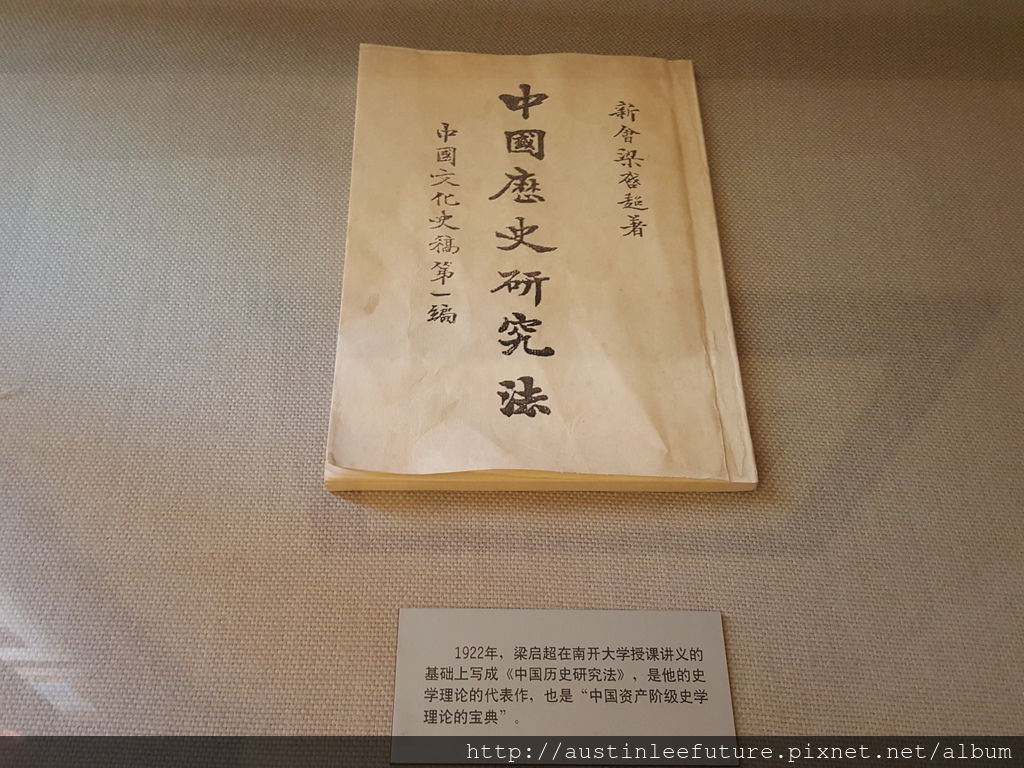 新會梁啓超著
中國歷史研究法
中國文化史稿第一編
1922年，梁启超在南开大学授课讲义的
基础上写成《中国历史研究法》，是他的史
学理论的代表作，也是“中国资产阶级史学
理论的宝典”。
http://austinleefuture.pixnet.net/album